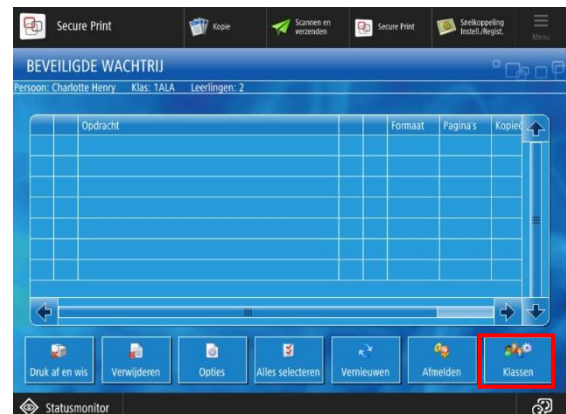 Secure Print
Kopie
Scannen en
verzenden
Secure Print
Snelkoppeling
Instell./Regist.
Menu
BEVEILIGDE WACHTRIJ
Persoon: Charlotte Henry Klas: 1ALA Leerlingen: 2
Opdracht Formaat Pagina's Kopieë
Druk af en wis Verwijderen Opties Alles selecteren Vernieuwen Afmelden Klassen
Statusmonitor